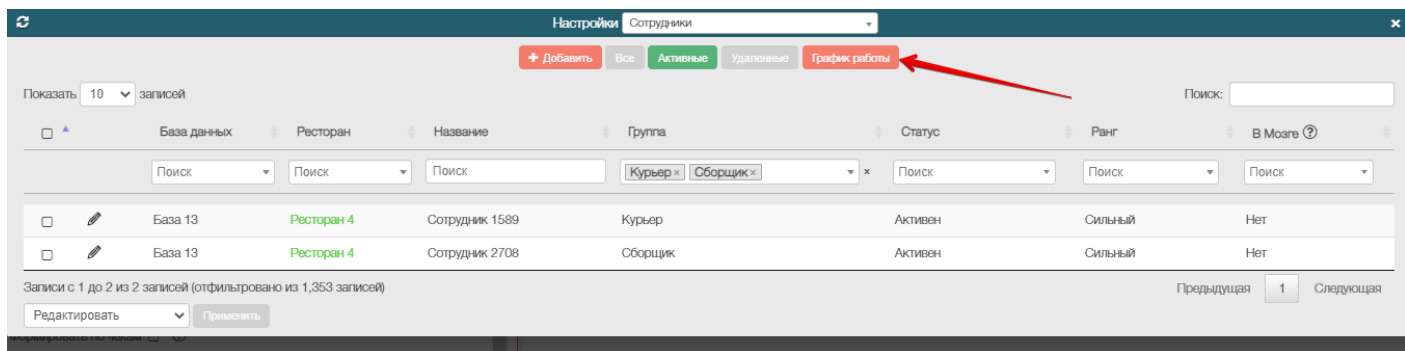 Настройки Сотрудники
+ Добавить Все Активные Удаленные График работы
Показать 10 записей Поиск:
База данных Ресторан Название Группа Статус Ранг В Мозге ?
Поиск Поиск Поиск Курьер × Сборщик × × Поиск Поиск Поиск
База 13 Ресторан 4 Сотрудник 1589 Курьер Активен Сильный Нет
База 13 Ресторан 4 Сотрудник 2708 Сборщик Активен Сильный Нет
Записи с 1 до 2 из 2 записей (отфильтровано из 1,353 записей) Предыдущая 1 Следующая
Редактировать Применить
Формировать по чекам ?